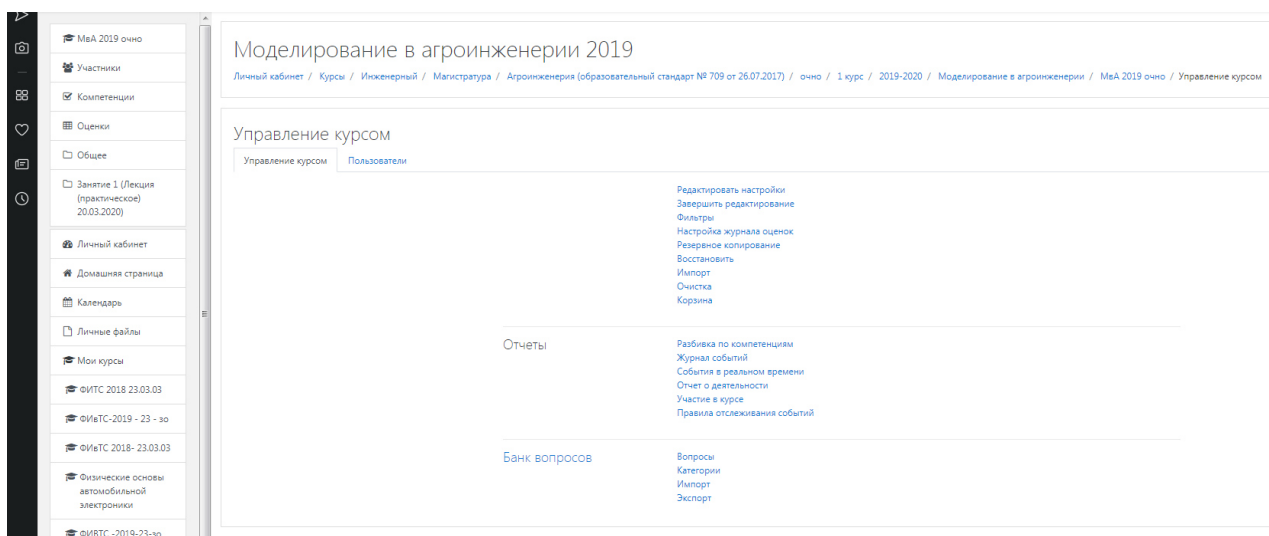 МвА 2019 очно
Участники
Компетенции
Оценки
Общее
Занятие 1 (Лекция
(практическое)
20.03.2020)
Личный кабинет
Домашняя страница
Календарь
Личные файлы
Мои курсы
ФИТС 2018 23.03.03
ФИвТС-2019 - 23 - зо
ФИвТС 2018- 23.03.03
Физические основы
автомобильной
электроники
ФИВТС -2019-23-зо
Моделирование в агроинженерии 2019
Личный кабинет / Курсы / Инженерный / Магистратура / Агроинженерия (образовательный стандарт № 709 от 26.07.2017) / очно / 1 курс / 2019-2020 / Моделирование в агроинженерии / МвА 2019 очно / Управление курсом
Управление курсом
Управление курсом Пользователи
Редактировать настройки
Завершить редактирование
Фильтры
Настройка журнала оценок
Резервное копирование
Восстановить
Импорт
Очистка
Корзина
Отчеты
Разбивка по компетенциям
Журнал событий
События в реальном времени
Отчет о деятельности
Участие в курсе
Правила отслеживания событий
Банк вопросов
Вопросы
Категории
Импорт
Экспорт